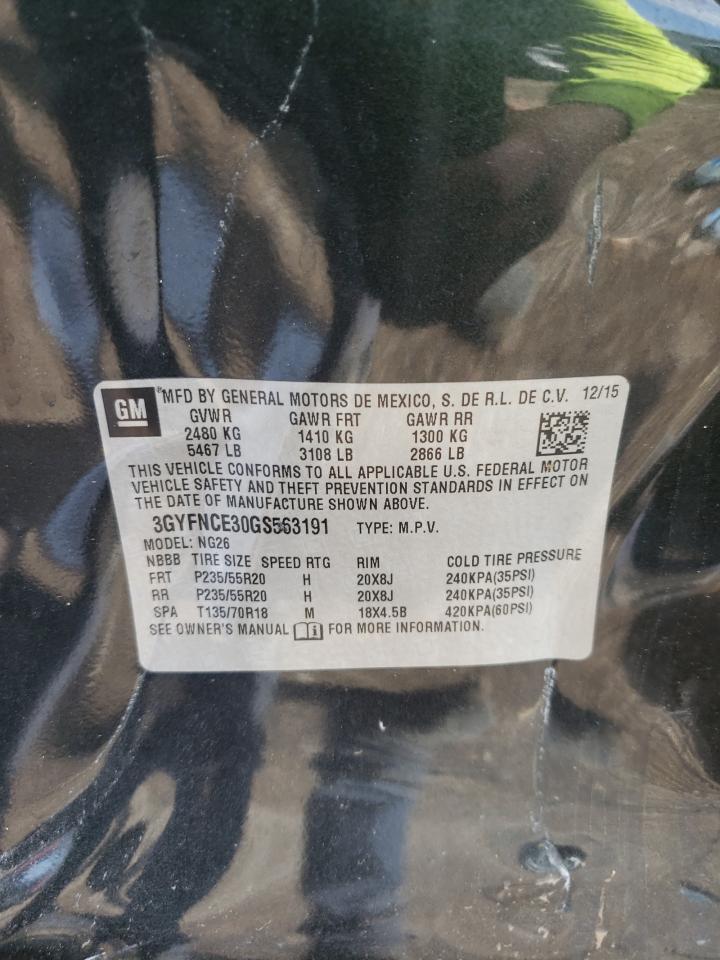 GM ®MFD BY GENERAL MOTORS DE MEXICO, S. DE R.L. DE C.V. 12/15
GVWR GAWR FRT GAWR RR
2480 KG 1410 KG 1300 KG
5467 LB 3108 LB 2866 LB
THIS VEHICLE CONFORMS TO ALL APPLICABLE U.S. FEDERAL MOTOR
VEHICLE SAFETY AND THEFT PREVENTION STANDARDS IN EFFECT ON
THE DATE OF MANUFACTURE SHOWN ABOVE.
3GYFNCE30GS563191 TYPE: M.P.V.
MODEL: NG26
NBBB TIRE SIZE SPEED RTG RIM COLD TIRE PRESSURE
FRT P235/55R20 H 20X8J 240KPA(35PSI)
RR P235/55R20 H 20X8J 240KPA(35PSI)
SPA T135/70R18 M 18X4.5B 420KPA(60PSI)
SEE OWNER'S MANUAL i FOR MORE INFORMATION.